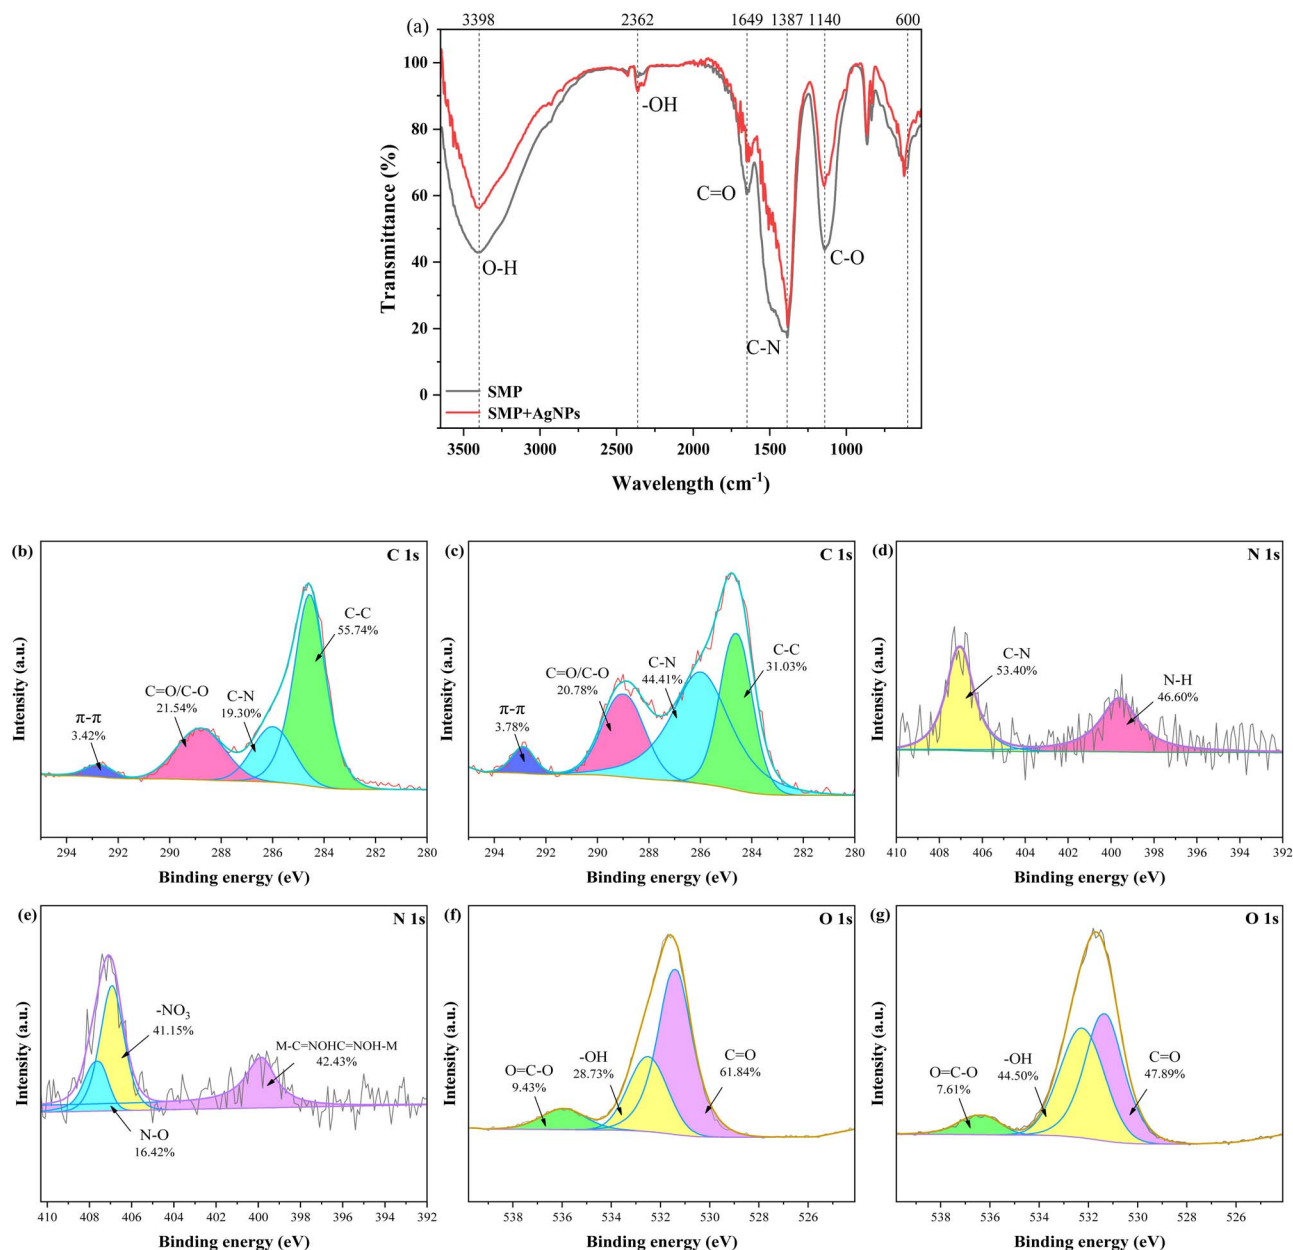 (a)
3398 2362 1649 1387 1140 600
100
80
60
40
20
0
Transmittance (%)
-OH
C=O
O-H
C-O
C-N
SMP
SMP+AgNPs
3500 3000 2500 2000 1500 1000
Wavelength (cm⁻¹)
(b)
C 1s
C-C
55.74%
C=O/C-O
21.54%
C-N
19.30%
π-π
3.42%
Intensity (a.u.)
294 292 290 288 286 284 282 280
Binding energy (eV)
(c)
C 1s
C-N
44.41%
C-C
31.03%
C=O/C-O
20.78%
π-π
3.78%
Intensity (a.u.)
294 292 290 288 286 284 282 280
Binding energy (eV)
(d)
N 1s
C-N
53.40%
N-H
46.60%
Intensity (a.u.)
410 408 406 404 402 400 398 396 394 392
Binding energy (eV)
(e)
N 1s
-NO₃
41.15%
M-C=NOHC=NOH-M
42.43%
N-O
16.42%
Intensity (a.u.)
410 408 406 404 402 400 398 396 394 392
Binding energy (eV)
(f)
O 1s
O=C-O
9.43%
-OH
28.73%
C=O
61.84%
Intensity (a.u.)
538 536 534 532 530 528 526
Binding energy (eV)
(g)
O 1s
O=C-O
7.61%
-OH
44.50%
C=O
47.89%
Intensity (a.u.)
538 536 534 532 530 528 526
Binding energy (eV)